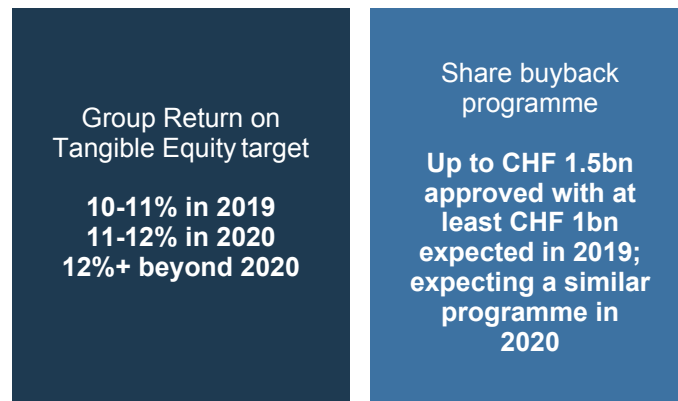 Group Return on
Tangible Equity target
10-11% in 2019
11-12% in 2020
12%+ beyond 2020
Share buyback
programme
Up to CHF 1.5bn
approved with at
least CHF 1bn
expected in 2019;
expecting a similar
programme in
2020